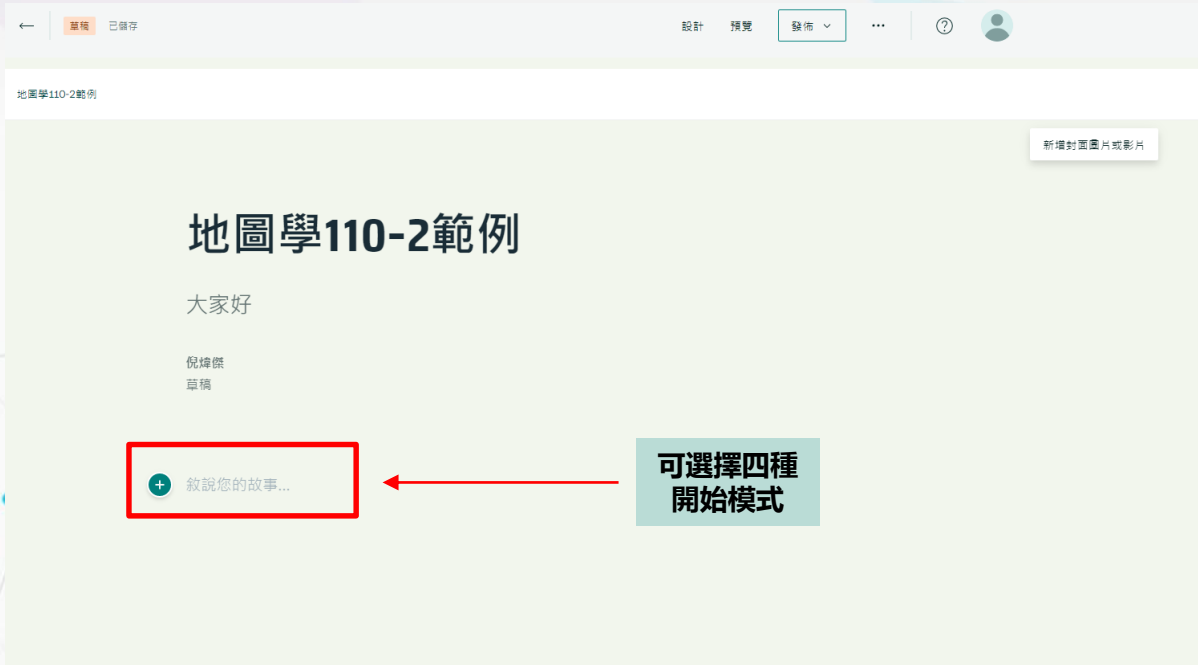 草稿 已儲存 設計 預覽 發佈
地圖學110-2範例
新增封面圖片或影片
地圖學110-2範例
大家好
倪煒傑
草稿
敘說您的故事...
可選擇四種
開始模式